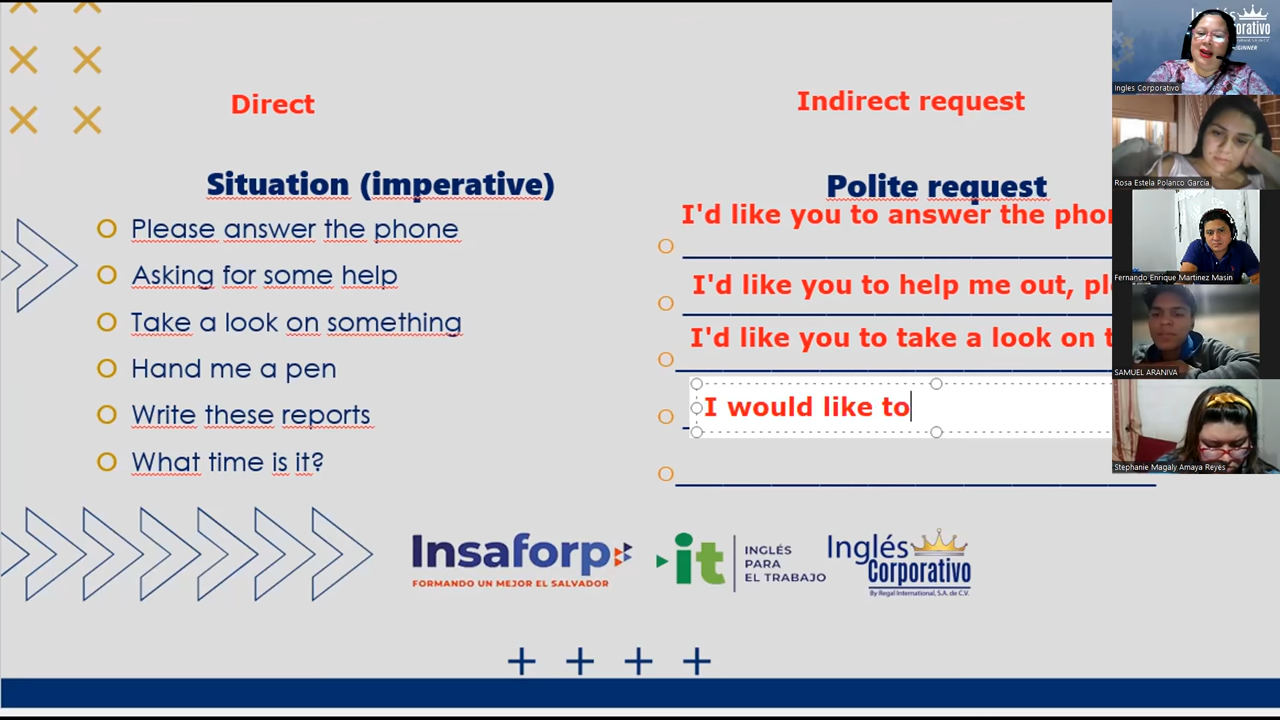 Direct
Indirect request
Situation (imperative)
Polite request
Please answer the phone
Asking for some help
Take a look on something
Hand me a pen
Write these reports
What time is it?
I'd like you to answer the phon
I'd like you to help me out, pl
I'd like you to take a look on t
I would like to
Insaforp
FORMANDO UN MEJOR EL SALVADOR
it
INGLÉS
PARA
EL TRABAJO
Inglés
Corporativo
By Regal International, S.A. de C.V.
Ingles Corporativo
Rosa Estela Polanco García
Fernando Enrique Martinez Masin
SAMUEL ARANIVA
Stephanie Magaly Amaya Reyes